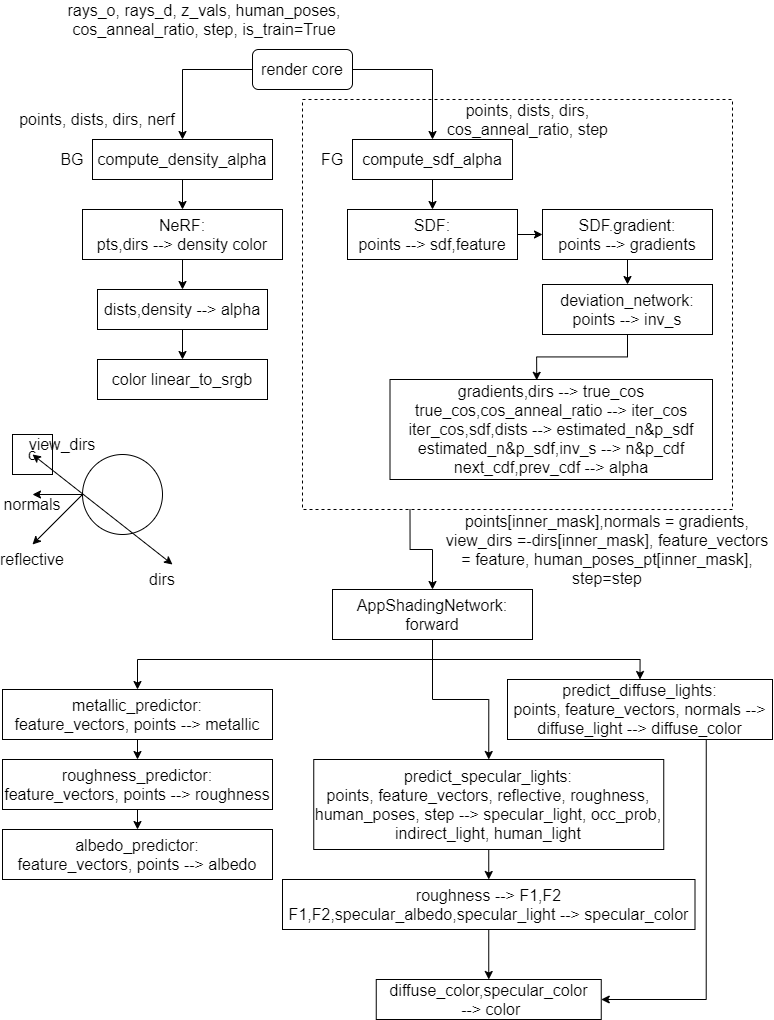 rays_o, rays_d, z_vals, human_poses,
cos_anneal_ratio, step, is_train=True
render core
points, dists, dirs, nerf
BG
compute_density_alpha
NeRF:
pts,dirs --> density color
dists,density --> alpha
color linear_to_srgb
points, dists, dirs,
cos_anneal_ratio, step
FG
compute_sdf_alpha
SDF:
points --> sdf,feature
SDF.gradient:
points --> gradients
deviation_network:
points --> inv_s
gradients,dirs --> true_cos
true_cos,cos_anneal_ratio --> iter_cos
iter_cos,sdf,dists --> estimated_n&p_sdf
estimated_n&p_sdf,inv_s --> n&p_cdf
next_cdf,prev_cdf --> alpha
view_dirs
c
normals
reflective
dirs
points[inner_mask],normals = gradients,
view_dirs =-dirs[inner_mask], feature_vectors
= feature, human_poses_pt[inner_mask],
step=step
AppShadingNetwork:
forward
metallic_predictor:
feature_vectors, points --> metallic
roughness_predictor:
feature_vectors, points --> roughness
albedo_predictor:
feature_vectors, points --> albedo
predict_specular_lights:
points, feature_vectors, reflective, roughness,
human_poses, step --> specular_light, occ_prob,
indirect_light, human_light
roughness --> F1,F2
F1,F2,specular_albedo,specular_light --> specular_color
predict_diffuse_lights:
points, feature_vectors, normals -->
diffuse_light --> diffuse_color
diffuse_color,specular_color
--> color